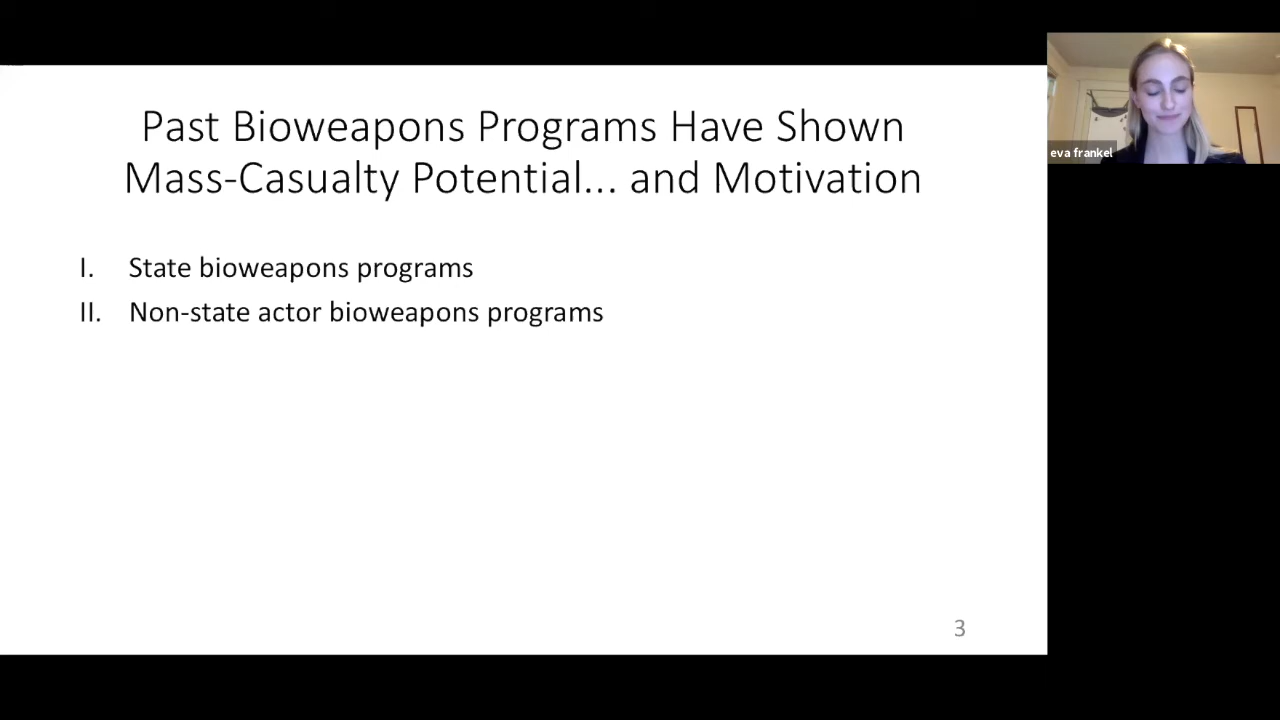 Past Bioweapons Programs Have Shown
Mass-Casualty Potential... and Motivation
I. State bioweapons programs
II. Non-state actor bioweapons programs
3
eva frankel